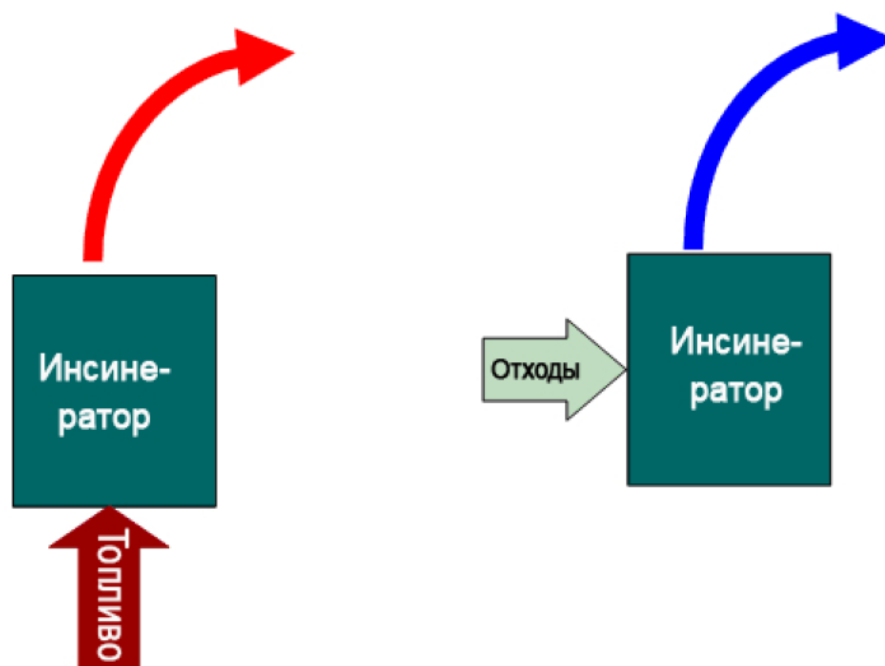 Инсине-
ратор
Топливо
Отходы
Инсине-
ратор